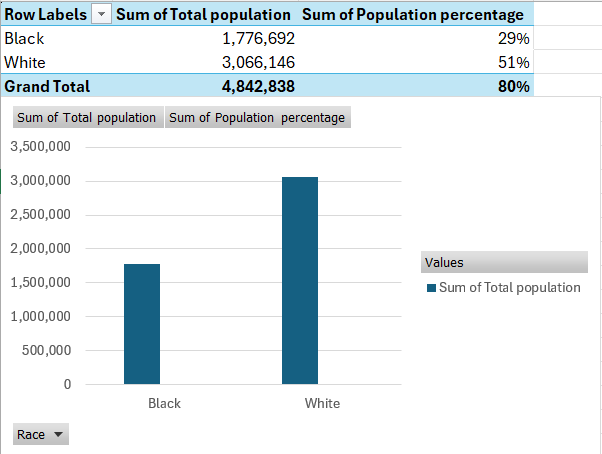 Row Labels Sum of Total population Sum of Population percentage
Black 1,776,692 29%
White 3,066,146 51%
Grand Total 4,842,838 80%
Sum of Total population Sum of Population percentage
3,500,000
3,000,000
2,500,000
2,000,000
Values
1,500,000
Sum of Total population
1,000,000
500,000
0
Black White
Race